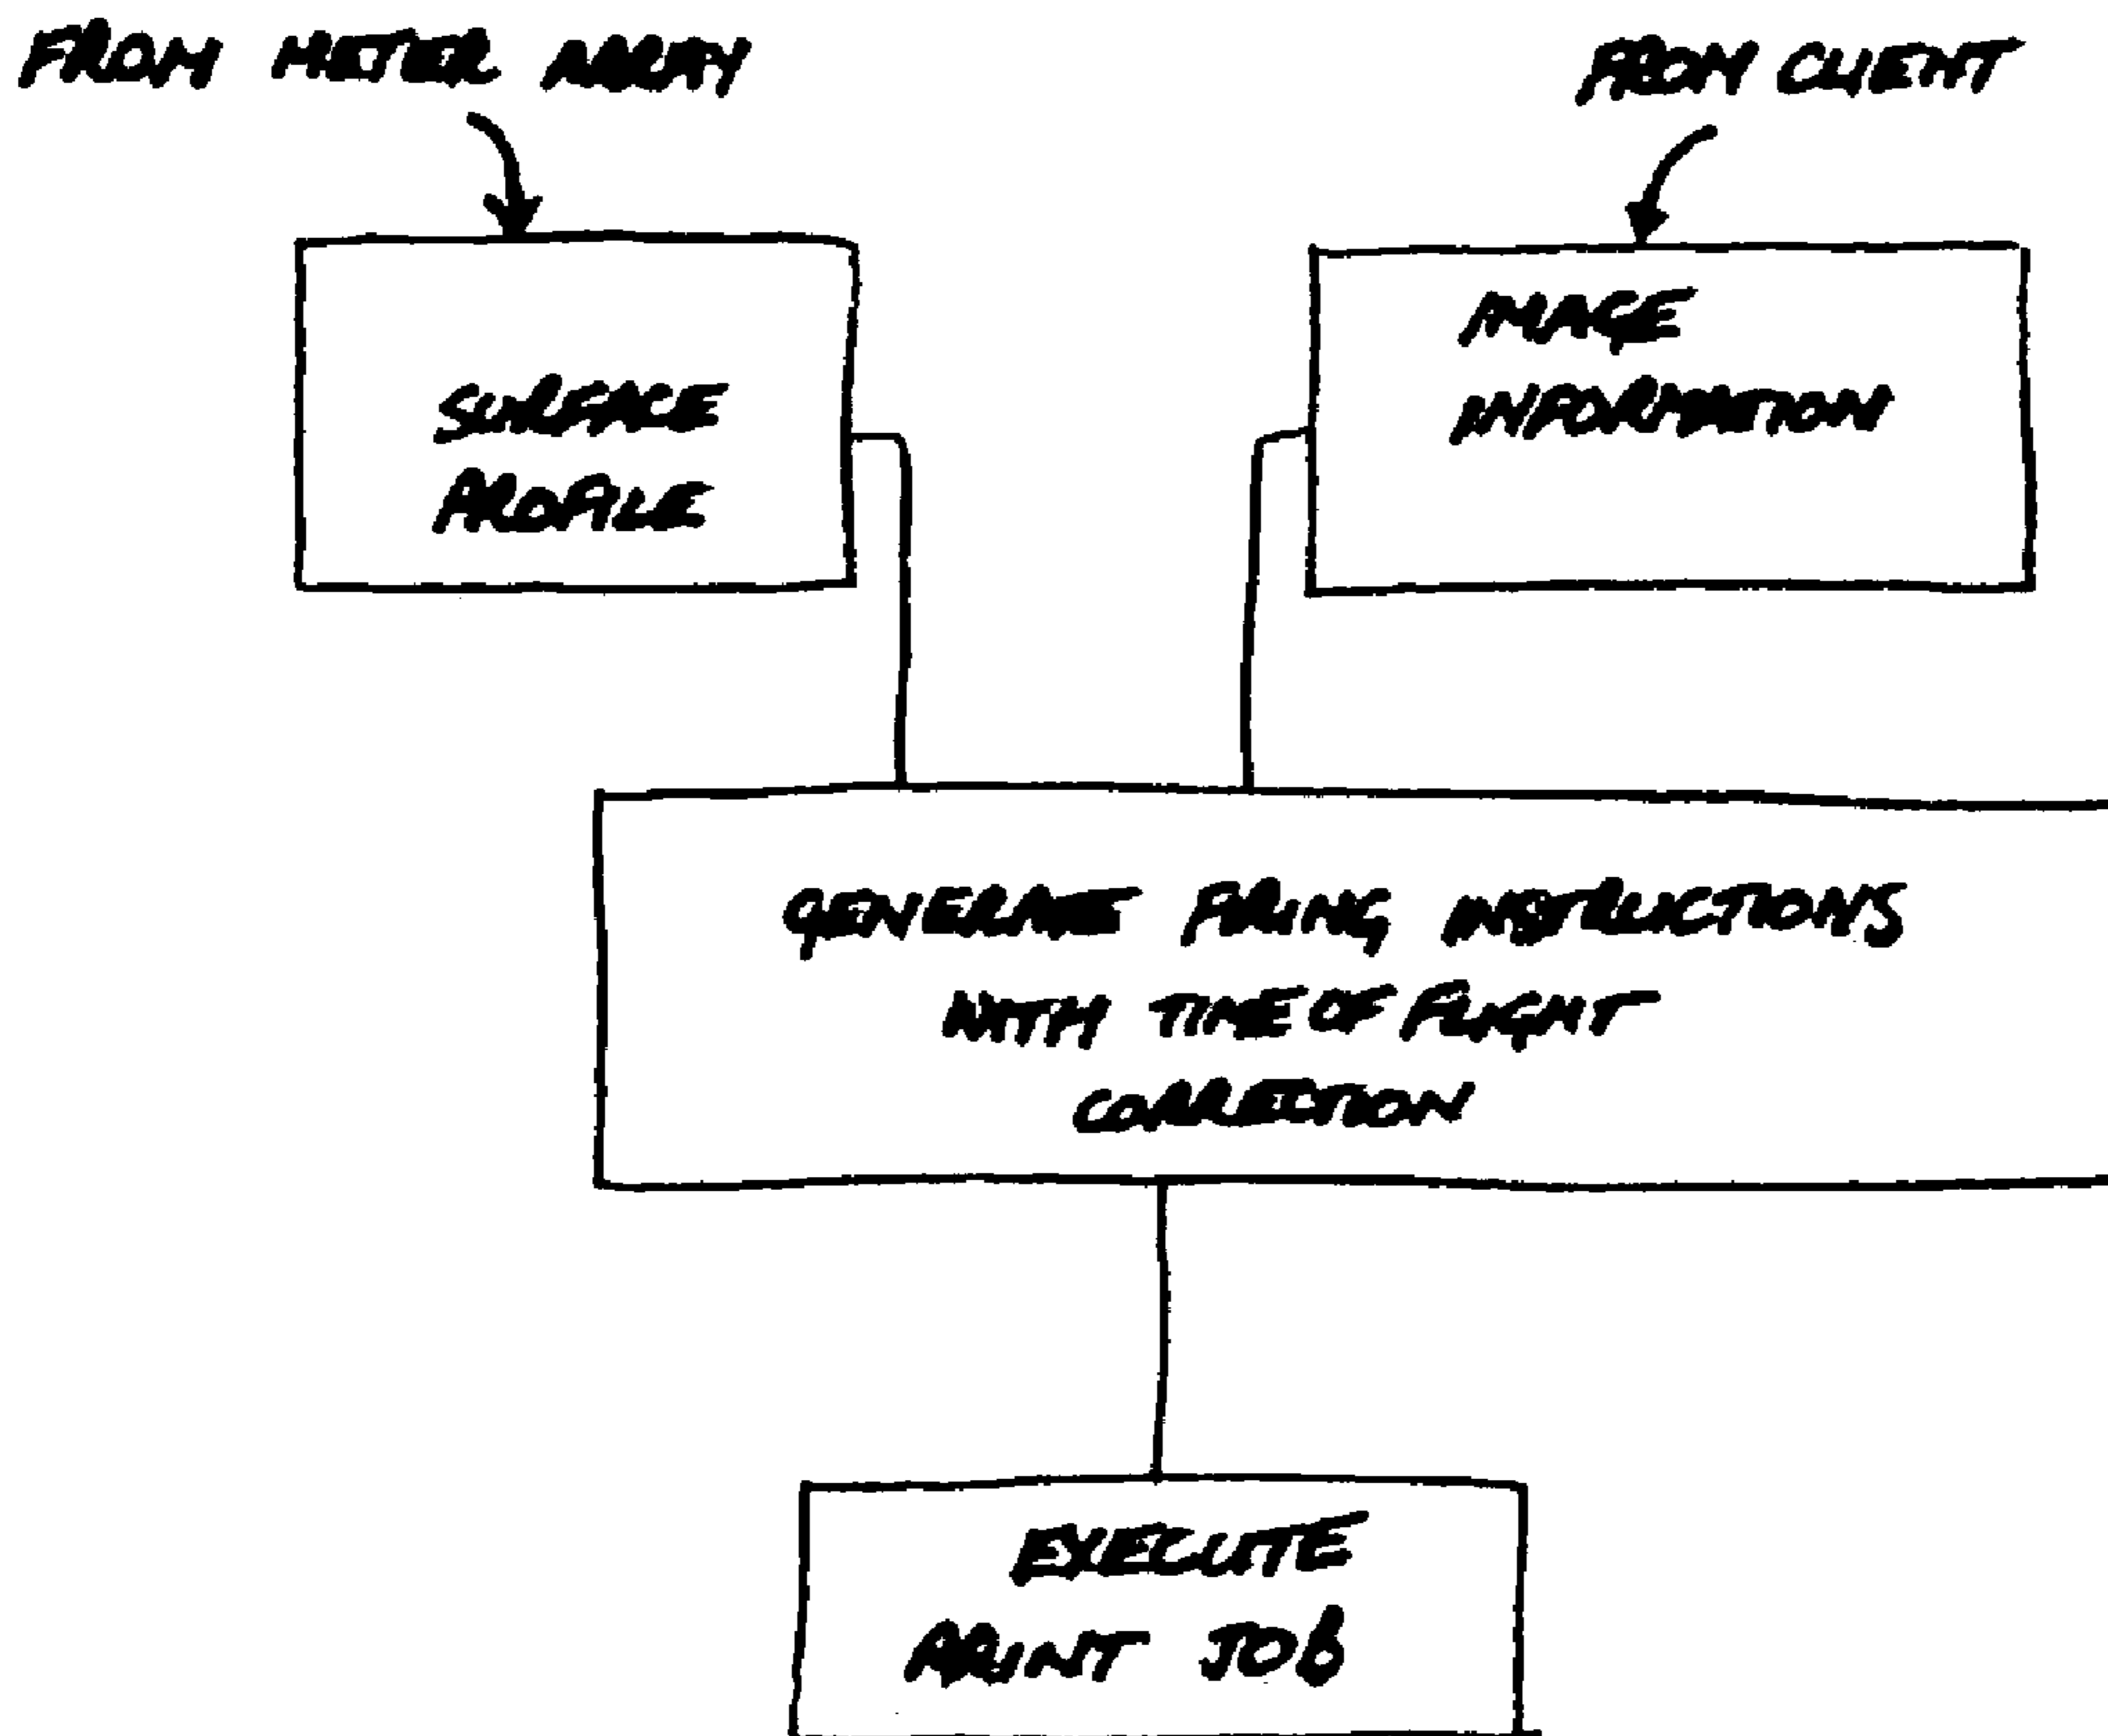 FROM MOTOR ARRAY
FROM CLIENT
SURFACE
PROFILE
IMAGE
INFORMATION
GENERATE FIRING INSTRUCTIONS
WITH TIME OF FLIGHT
CORRECTION
EXECUTE
PRINT JOB